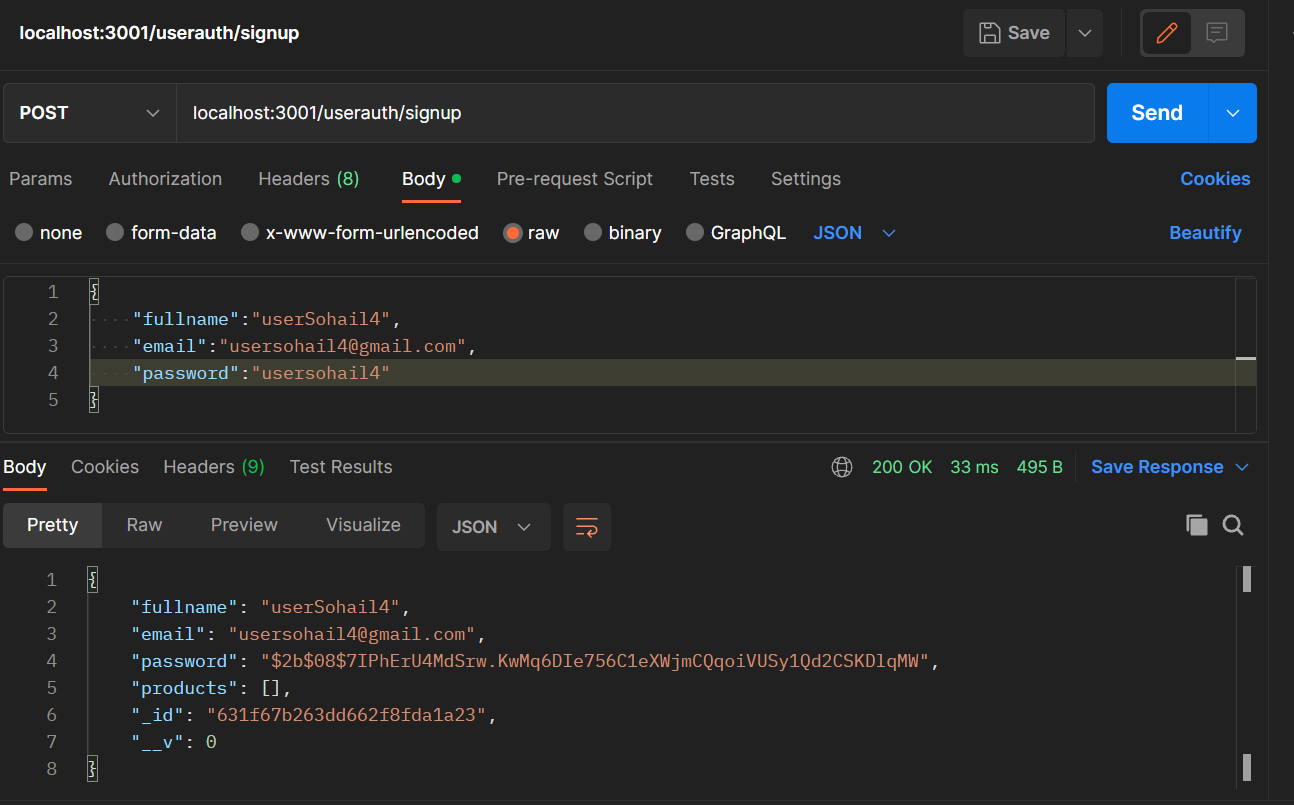 localhost:3001/userauth/signup Save
POST localhost:3001/userauth/signup Send
Params Authorization Headers (8) Body Pre-request Script Tests Settings Cookies
none form-data x-www-form-urlencoded raw binary GraphQL JSON Beautify
1 {
2 "fullname":"userSohail4",
3 "email":"usersohail4@gmail.com",
4 "password":"usersohail4"
5 }
Body Cookies Headers (9) Test Results 200 OK 33 ms 495 B Save Response
Pretty Raw Preview Visualize JSON
1 {
2 "fullname": "userSohail4",
3 "email": "usersohail4@gmail.com",
4 "password": "$2b$08$7IPhErU4MdSrw.KwMq6DIe756C1eXWjmCQqoiVUSy1Qd2CSKDlqMW",
5 "products": [],
6 "_id": "631f67b263dd662f8fda1a23",
7 "__v": 0
8 }